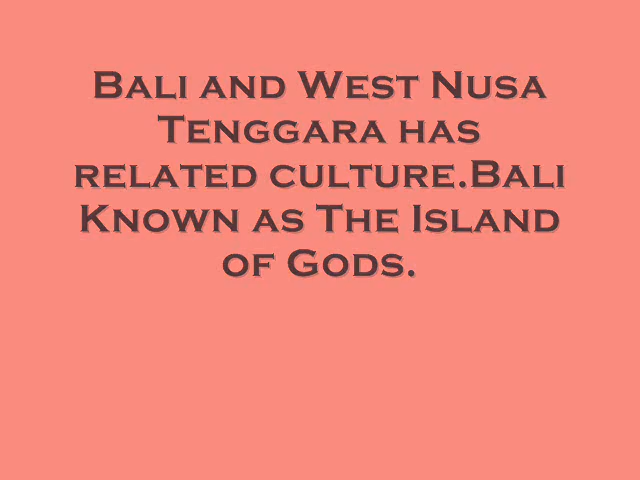 Bali and West Nusa
Tenggara has
related culture.Bali
Known as The Island
of Gods.